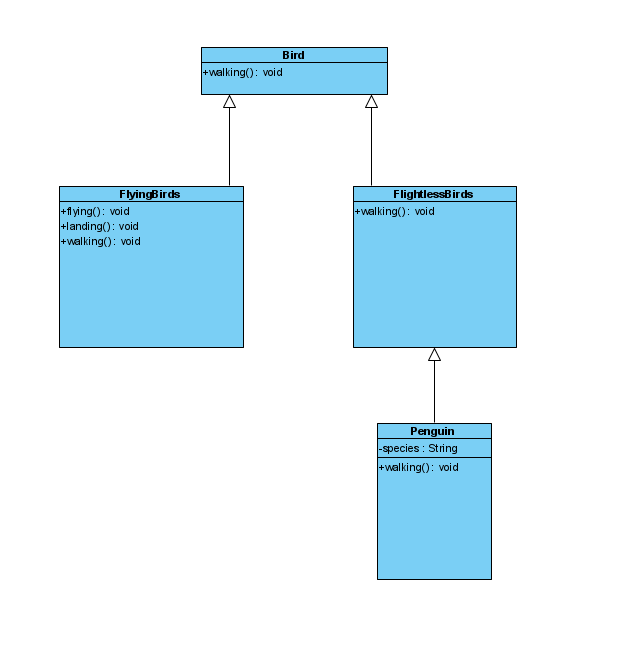 Bird
+walking() : void
FlyingBirds
+flying() : void
+landing() : void
+walking() : void
FlightlessBirds
+walking() : void
Penguin
-species : String
+walking() : void